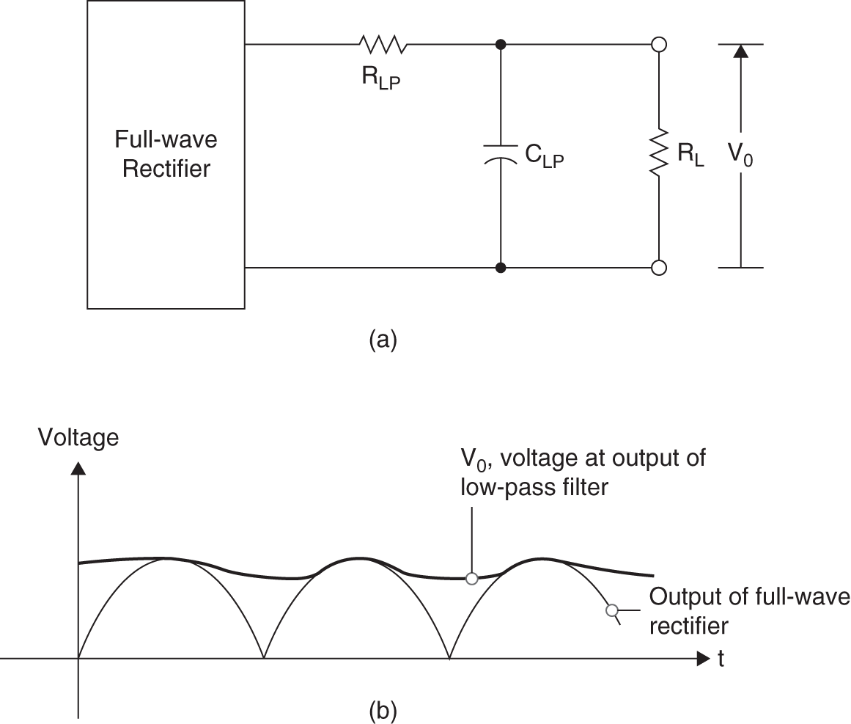 Full-wave
Rectifier
R_LP
C_LP
R_L
V_0
(a)
Voltage
V_0, voltage at output of
low-pass filter
Output of full-wave
rectifier
t
(b)